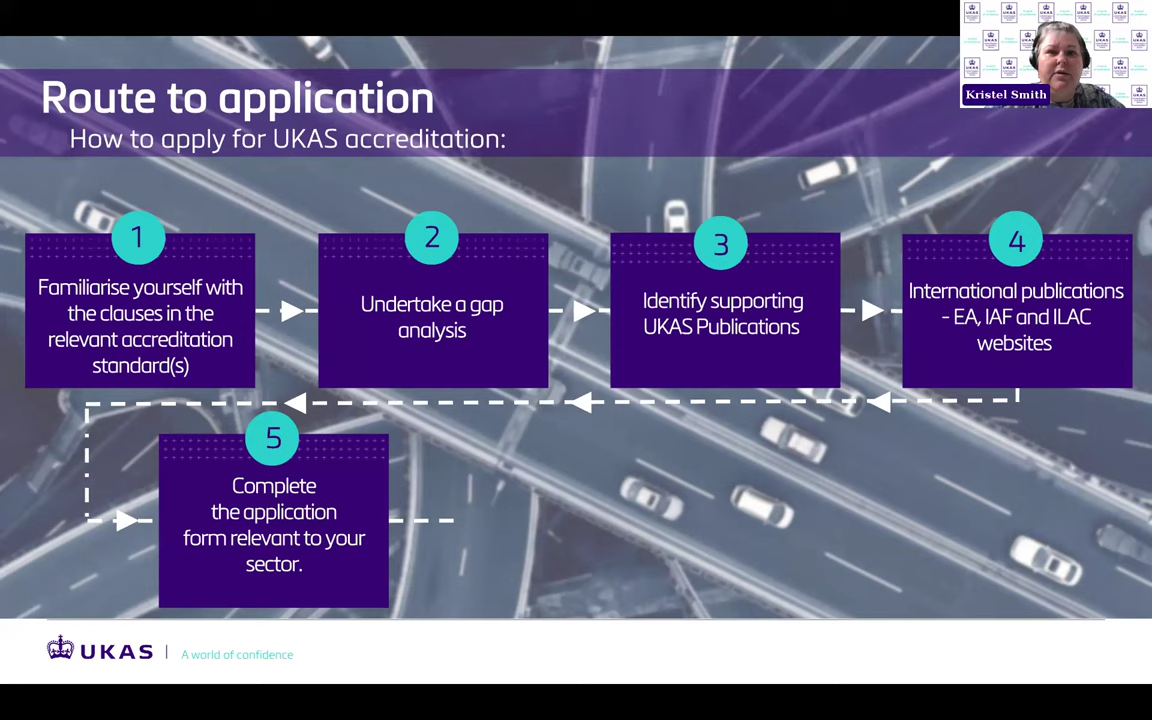 Kristel Smith
Route to application
How to apply for UKAS accreditation:
1
Familiarise yourself with
the clauses in the
relevant accreditation
standard(s)
2
Undertake a gap
analysis
3
Identify supporting
UKAS Publications
4
International publications
- EA, IAF and ILAC
websites
5
Complete
the application
form relevant to your
sector.
UKAS
A world of confidence